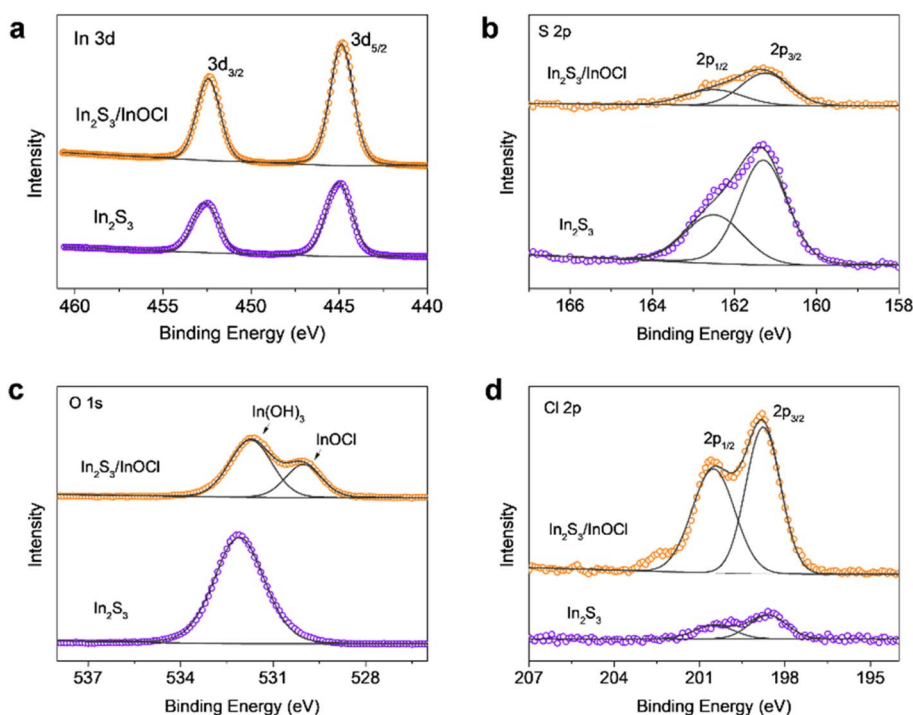 a
In 3d
3d₃/₂
3d₅/₂
In₂S₃/InOCl
In₂S₃
Intensity
460 455 450 445 440
Binding Energy (eV)
b
S 2p
2p₁/₂
2p₃/₂
In₂S₃/InOCl
In₂S₃
Intensity
166 164 162 160 158
Binding Energy (eV)
c
O 1s
In(OH)₃
InOCl
In₂S₃/InOCl
In₂S₃
Intensity
537 534 531 528
Binding Energy (eV)
d
Cl 2p
2p₁/₂
2p₃/₂
In₂S₃/InOCl
In₂S₃
Intensity
207 204 201 198 195
Binding Energy (eV)